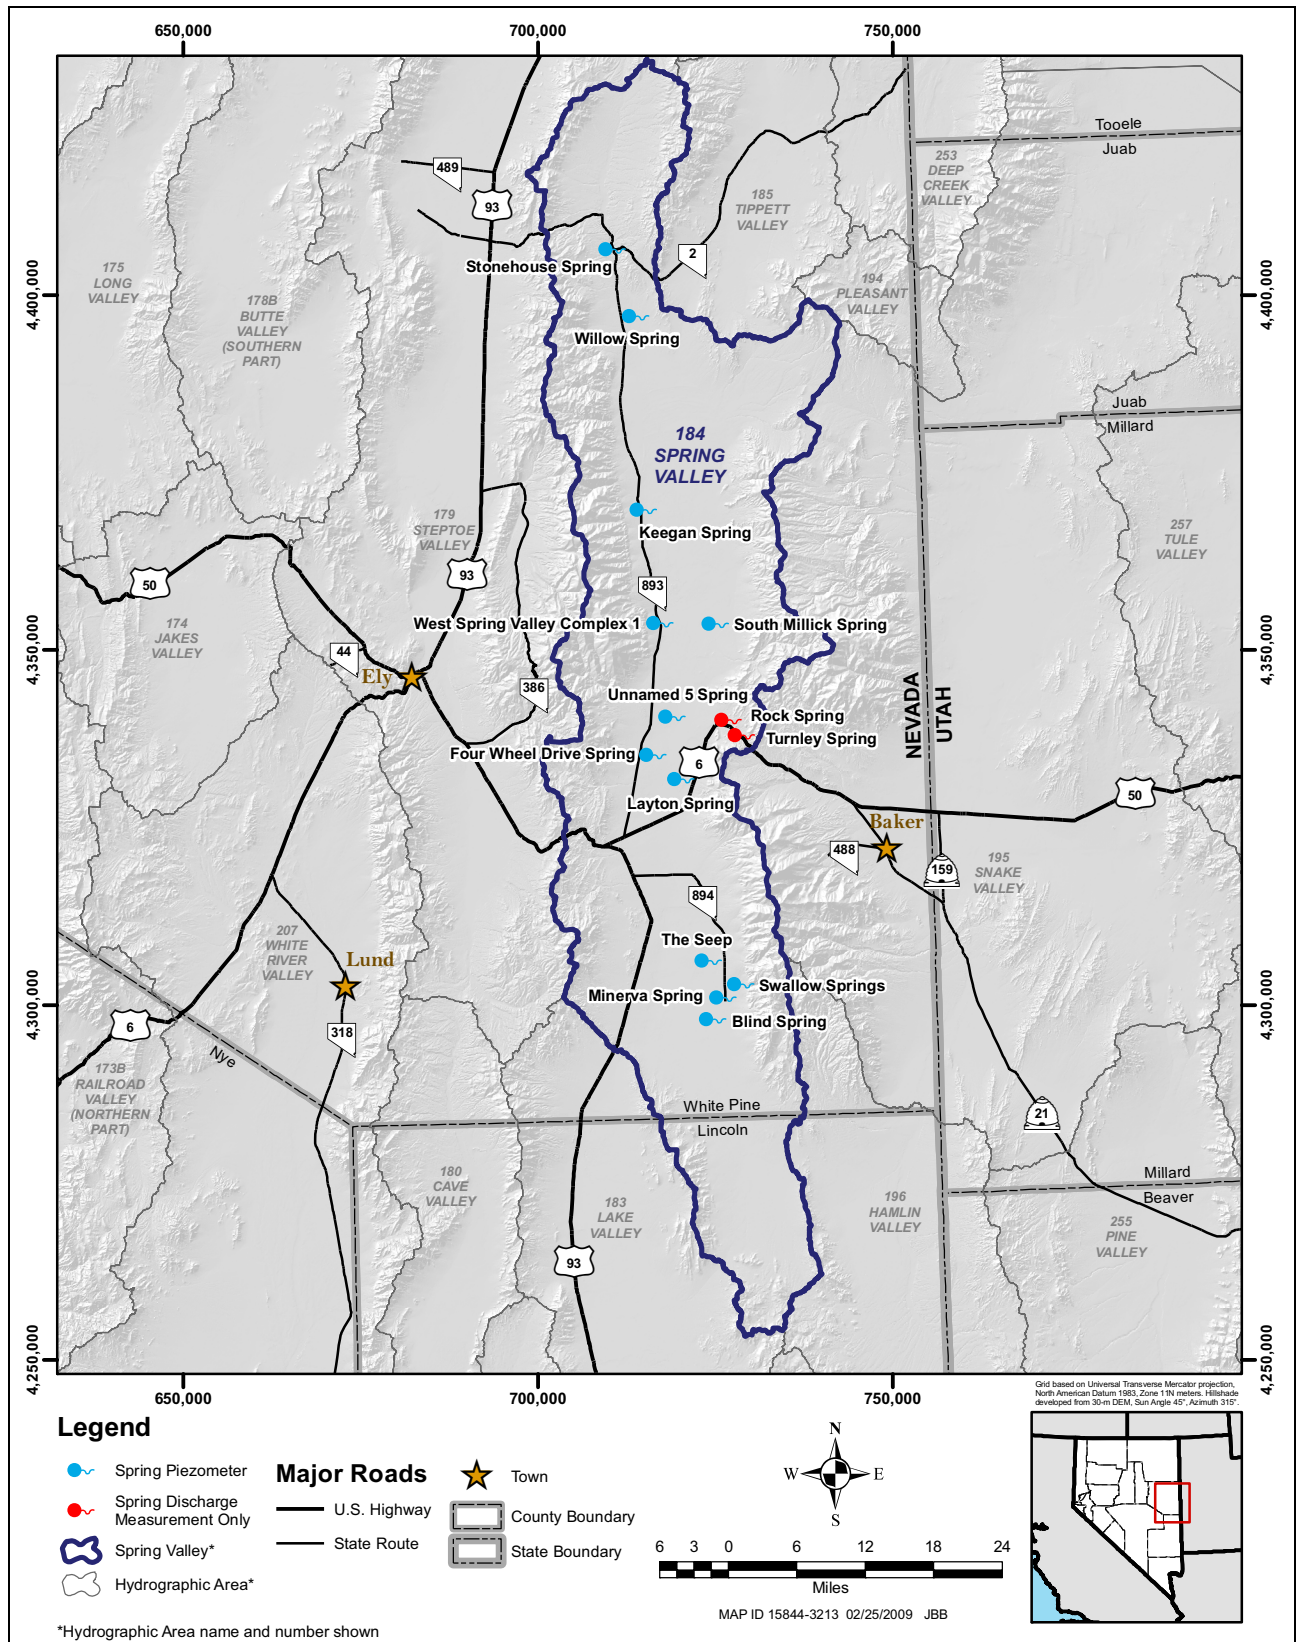 650,000
700,000
750,000
Tooele
Juab
253
DEEP
CREEK
VALLEY
489
93
185
TIPPETT
VALLEY
2
Stonehouse Spring
175
LONG
VALLEY
178B
BUTTE
VALLEY
(SOUTHERN
PART)
194
PLEASANT
VALLEY
4,400,000
4,400,000
Willow Spring
Juab
Millard
184
SPRING
VALLEY
179
STEPTOE
VALLEY
Keegan Spring
257
TULE
VALLEY
50
93
893
174
JAKES
VALLEY
West Spring Valley Complex 1
South Millick Spring
44
4,350,000
4,350,000
Ely
386
NEVADA
UTAH
Unnamed 5 Spring
Rock Spring
Turnley Spring
Four Wheel Drive Spring
6
50
Layton Spring
Baker
488
159
195
SNAKE
VALLEY
894
207
WHITE
RIVER
VALLEY
The Seep
Lund
Swallow Springs
Minerva Spring
4,300,000
4,300,000
Blind Spring
6
318
Nye
173B
RAILROAD
VALLEY
(NORTHERN
PART)
White Pine
Lincoln
21
180
CAVE
VALLEY
183
LAKE
VALLEY
196
HAMLIN
VALLEY
Millard
Beaver
255
PINE
VALLEY
93
4,250,000
4,250,000
650,000
700,000
750,000
Grid based on Universal Transverse Mercator projection,
North American Datum 1983, Zone 11N meters. Hillshade
developed from 30-m DEM, Sun Angle 45°, Azimuth 315°.
Legend
Spring Piezometer
Spring Discharge
Measurement Only
Spring Valley*
Hydrographic Area*
Major Roads
U.S. Highway
State Route
Town
County Boundary
State Boundary
N
W
E
S
6 3 0 6 12 18 24
Miles
MAP ID 15844-3213 02/25/2009 JBB
*Hydrographic Area name and number shown